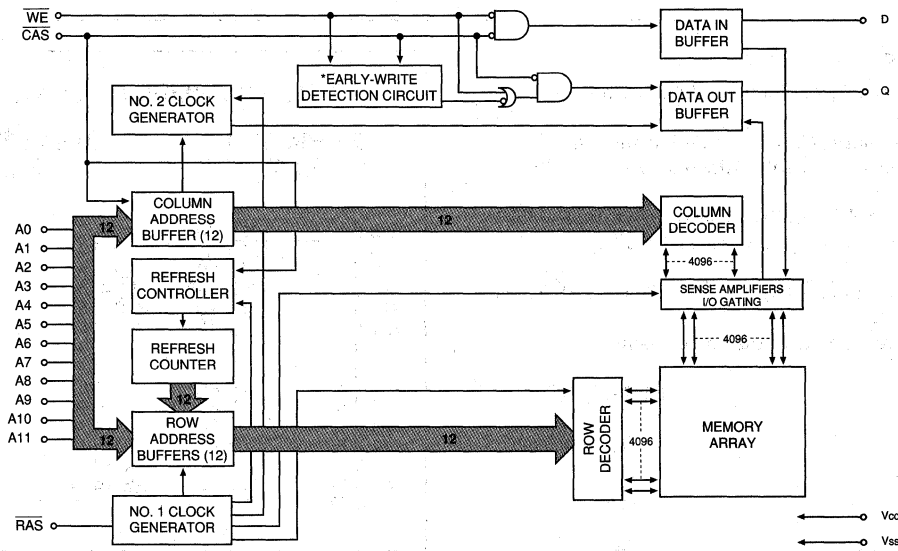 WE
CAS
*EARLY-WRITE
DETECTION CIRCUIT
DATA IN
BUFFER
D
NO. 2 CLOCK
GENERATOR
DATA OUT
BUFFER
Q
COLUMN
ADDRESS
BUFFER (12)
12
12
COLUMN
DECODER
4096
A0
A1
A2
A3
A4
A5
A6
A7
A8
A9
A10
A11
REFRESH
CONTROLLER
SENSE AMPLIFIERS
I/O GATING
4096
REFRESH
COUNTER
12
12
ROW
ADDRESS
BUFFERS (12)
12
ROW
DECODER
4096
MEMORY
ARRAY
RAS
NO. 1 CLOCK
GENERATOR
Vcc
Vss